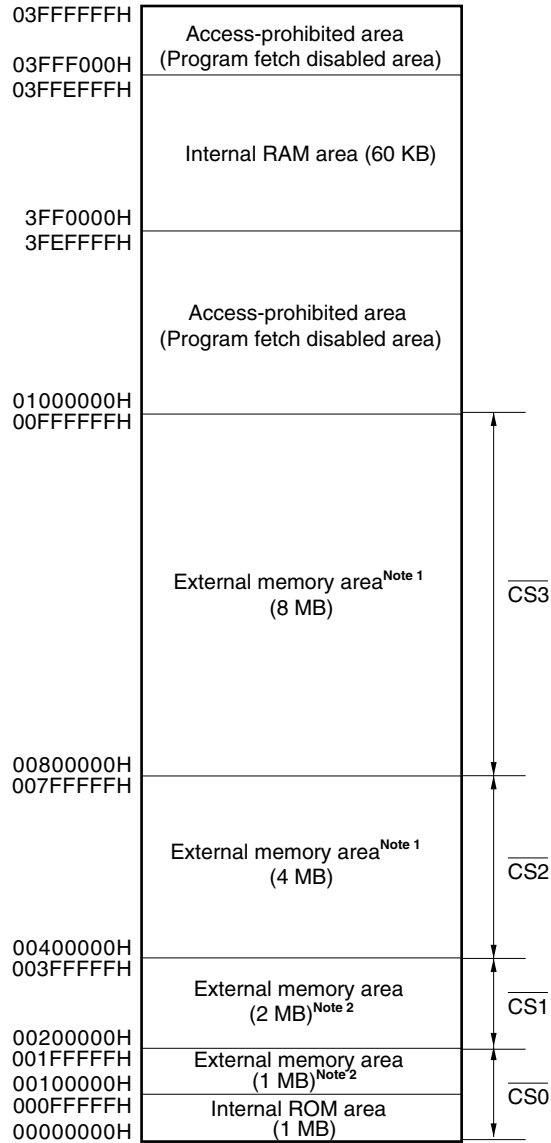 03FFFFFFH
Access-prohibited area
(Program fetch disabled area)
03FFF000H
03FFEFFFH
Internal RAM area (60 KB)
3FF0000H
3FEFFFFH
Access-prohibited area
(Program fetch disabled area)
01000000H
00FFFFFFH
External memory area Note 1
(8 MB)
CS3
00800000H
007FFFFFH
External memory area Note 1
(4 MB)
CS2
00400000H
003FFFFFH
External memory area
(2 MB) Note 2
CS1
00200000H
001FFFFFH
External memory area
(1 MB) Note 2
00100000H
CS0
000FFFFFH
Internal ROM area
(1 MB)
00000000H